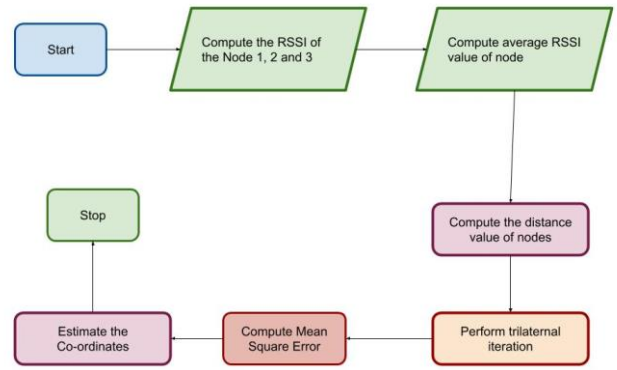 Start
Compute the RSSI of
the Node 1, 2 and 3
Compute average RSSI
value of node
Compute the distance
value of nodes
Perform trilaternal
iteration
Compute Mean
Square Error
Estimate the
Co-ordinates
Stop